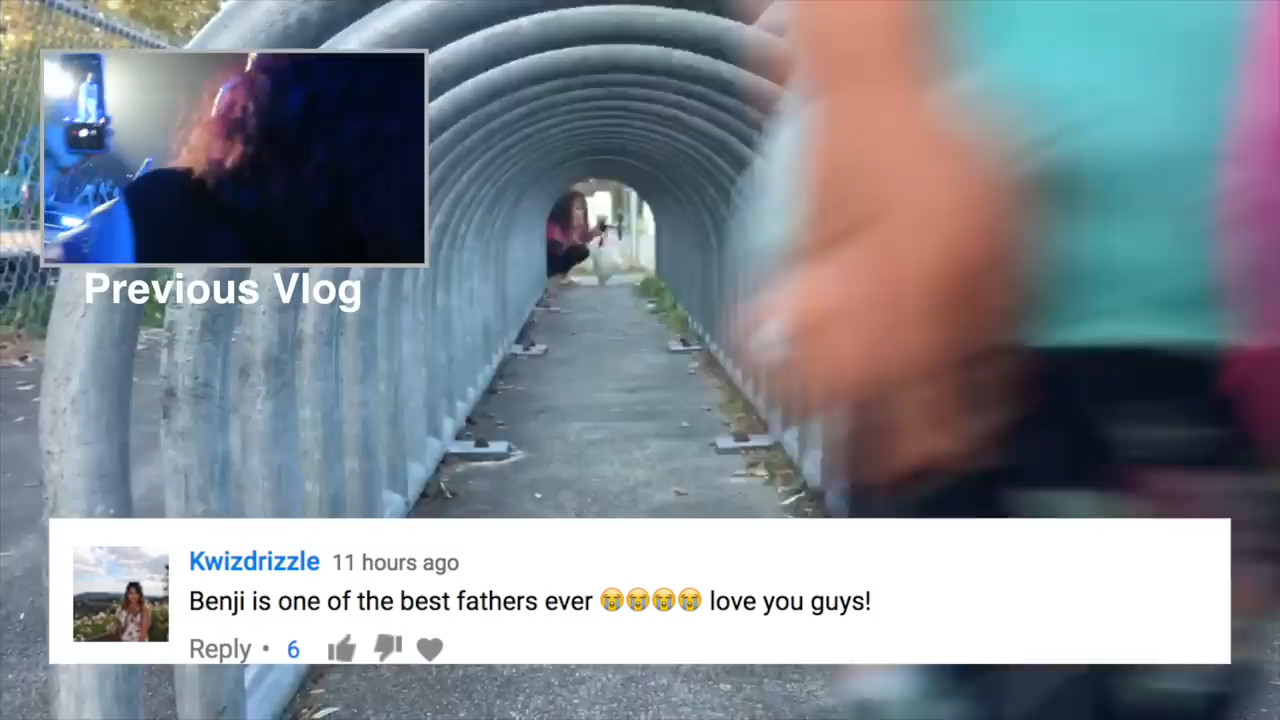 Previous Vlog
Kwizdrizzle 11 hours ago
Benji is one of the best fathers ever 😭😭😭😭 love you guys!
Reply • 6